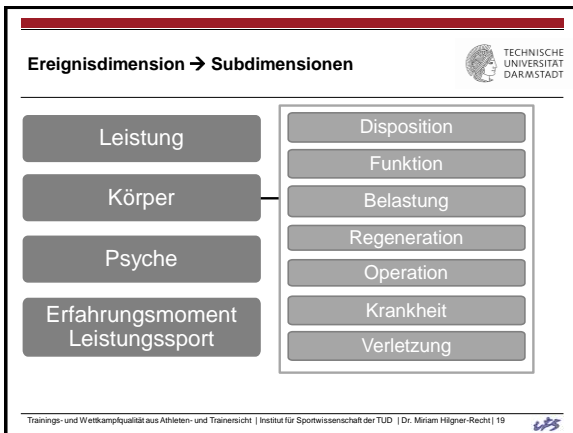 Ereignisdimension → Subdimensionen
TECHNISCHE
UNIVERSITÄT
DARMSTADT
Leistung
Körper
Psyche
Erfahrungsmoment
Leistungssport
Disposition
Funktion
Belastung
Regeneration
Operation
Krankheit
Verletzung
Trainings- und Wettkampfqualität aus Athleten- und Trainersicht | Institut für Sportwissenschaft der TUD | Dr. Miriam Hilgner-Recht | 19